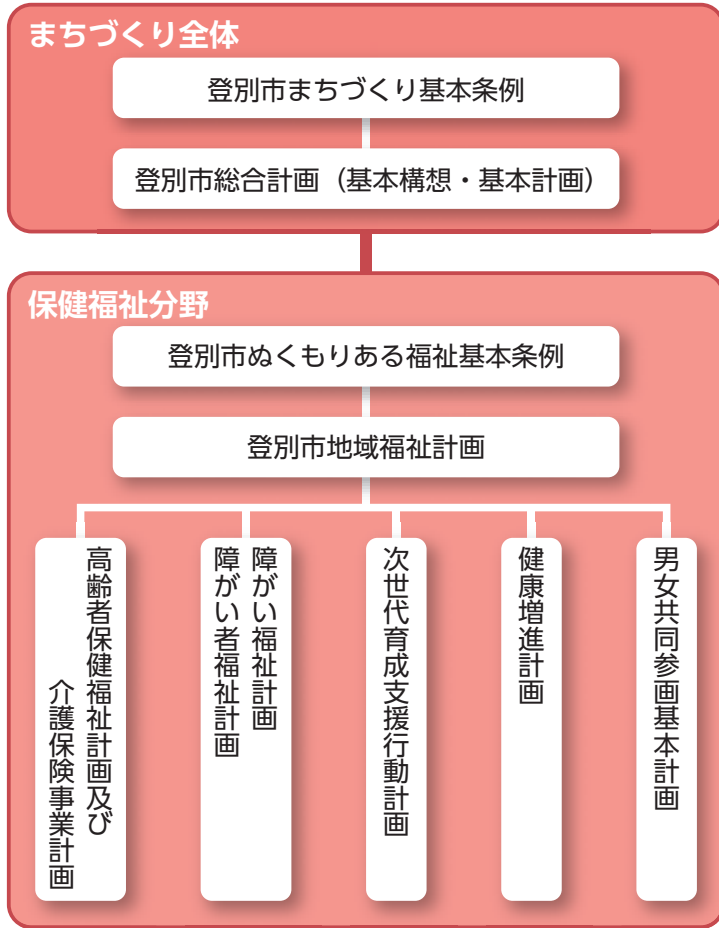 まちづくり全体
登別市まちづくり基本条例
登別市総合計画（基本構想・基本計画）
保健福祉分野
登別市ぬくもりある福祉基本条例
登別市地域福祉計画
高齢者保健福祉計画及び
介護保険事業計画
障がい福祉計画
障がい者福祉計画
次世代育成支援行動計画
健康増進計画
男女共同参画基本計画